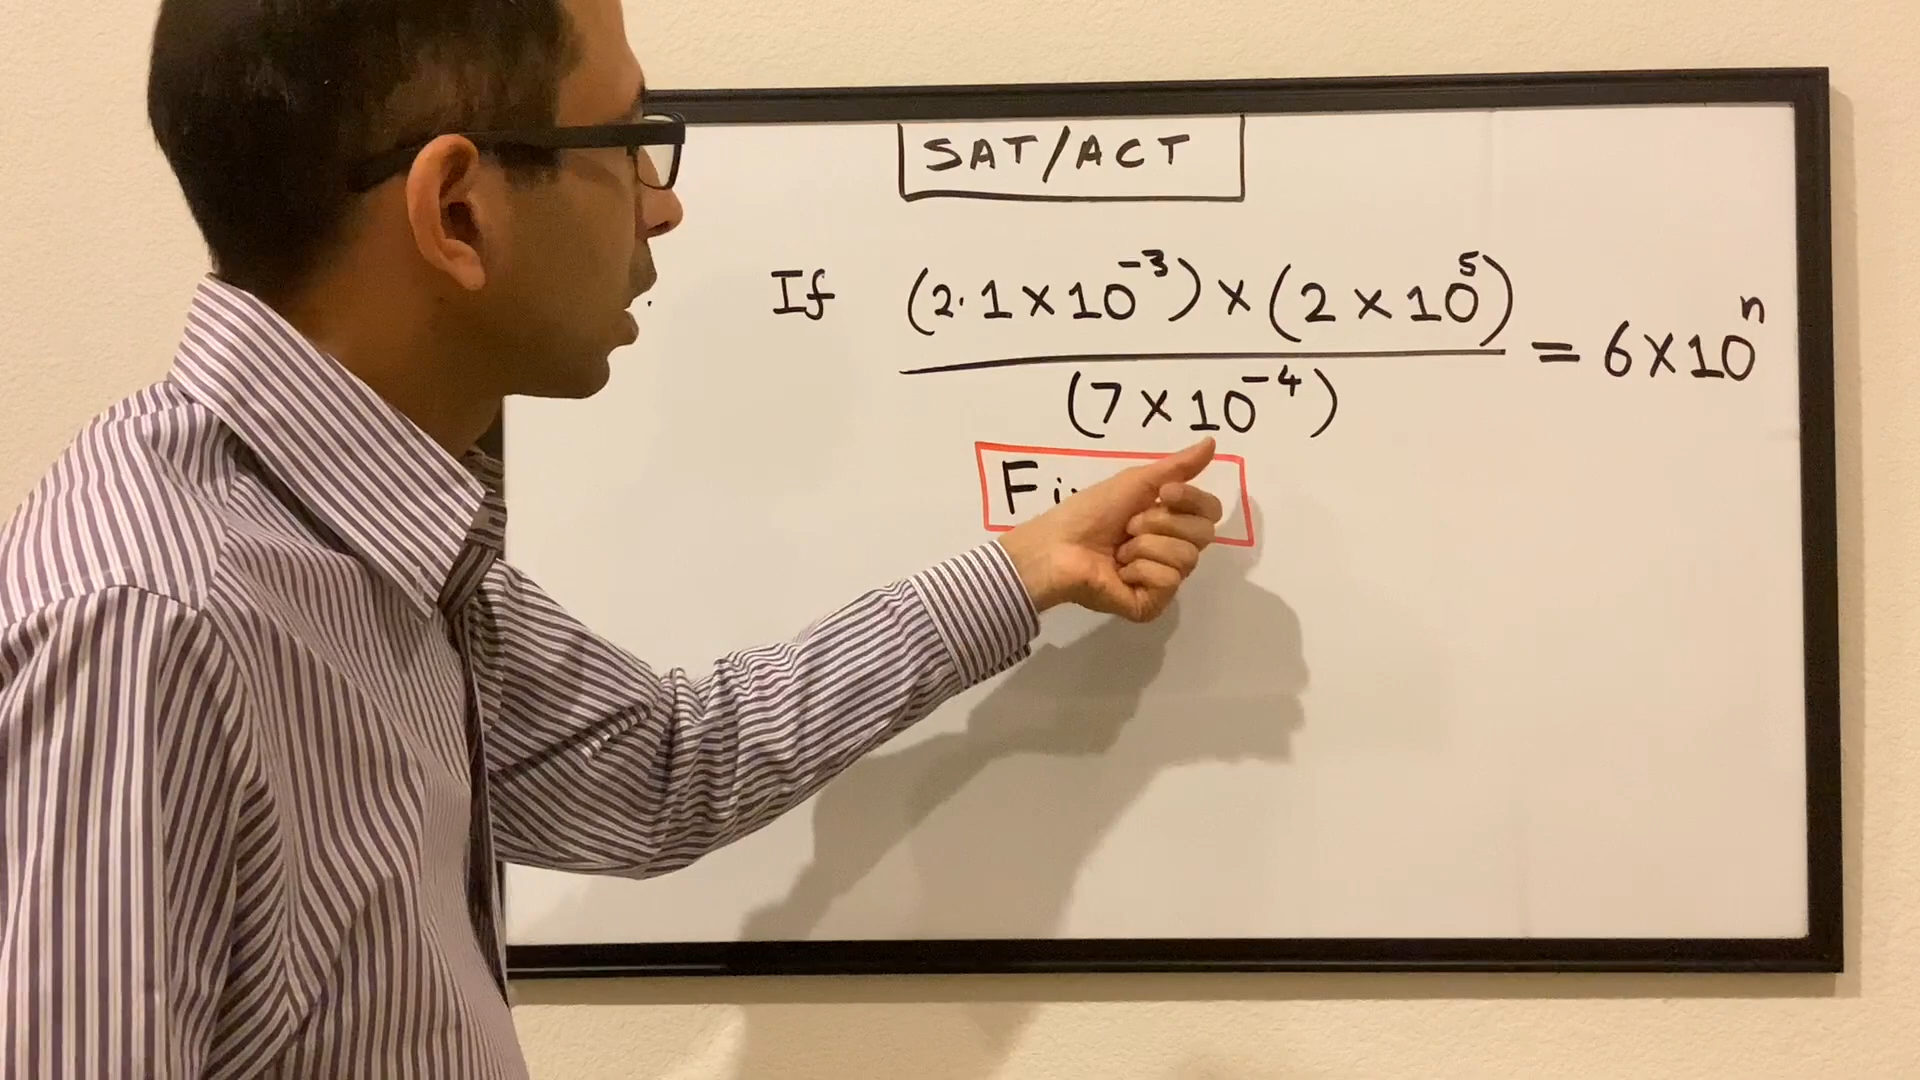 SAT/ACT
If (2.1 x 10⁻³) x (2 x 10⁵)
= 6 x 10ⁿ
(7 x 10⁻⁴)